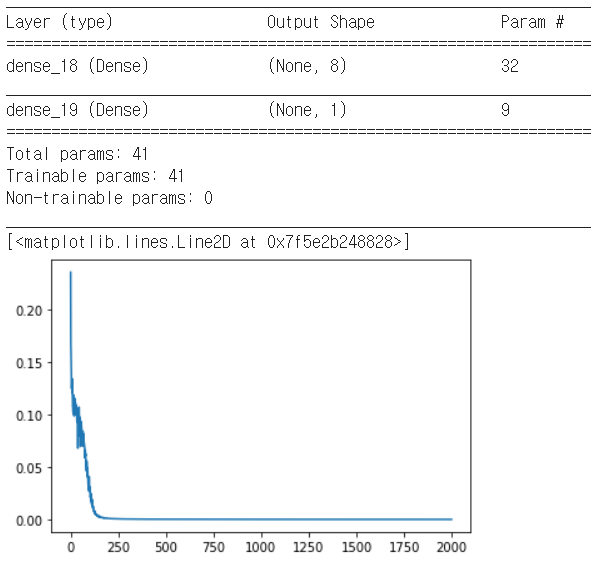 Layer (type) Output Shape Param #
dense_18 (Dense) (None, 8) 32
dense_19 (Dense) (None, 1) 9
Total params: 41
Trainable params: 41
Non-trainable params: 0
[<matplotlib.lines.Line2D at 0x7f5e2b248828>]
0.20
0.15
0.10
0.05
0.00
0 250 500 750 1000 1250 1500 1750 2000